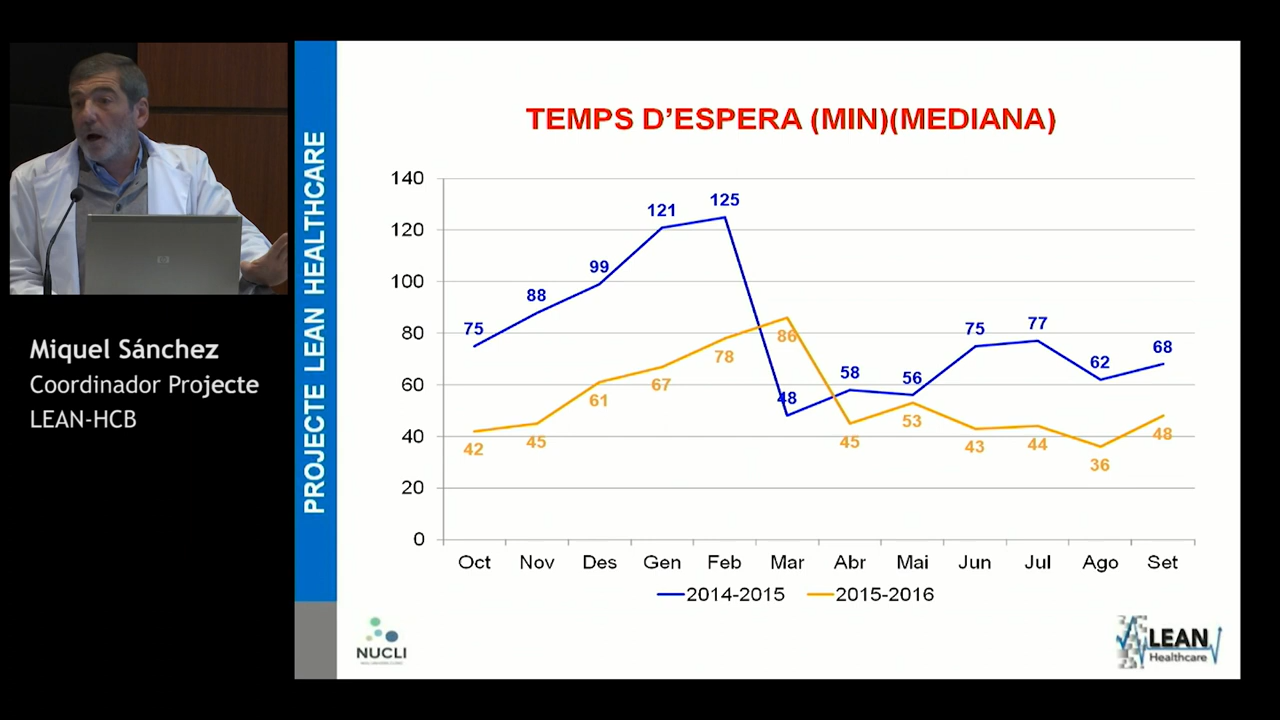 Miquel Sánchez
Coordinador Projecte
LEAN-HCB
PROJECTE LEAN HEALTHCARE
TEMPS D'ESPERA (MIN)(MEDIANA)
140
120
100
80
60
40
20
0
75 88 99 121 125 48 58 56 75 77 62 68
42 45 61 67 78 86 45 53 43 44 36 48
Oct Nov Des Gen Feb Mar Abr Mai Jun Jul Ago Set
2014-2015 2015-2016
NUCLI
LEAN
Healthcare
hp